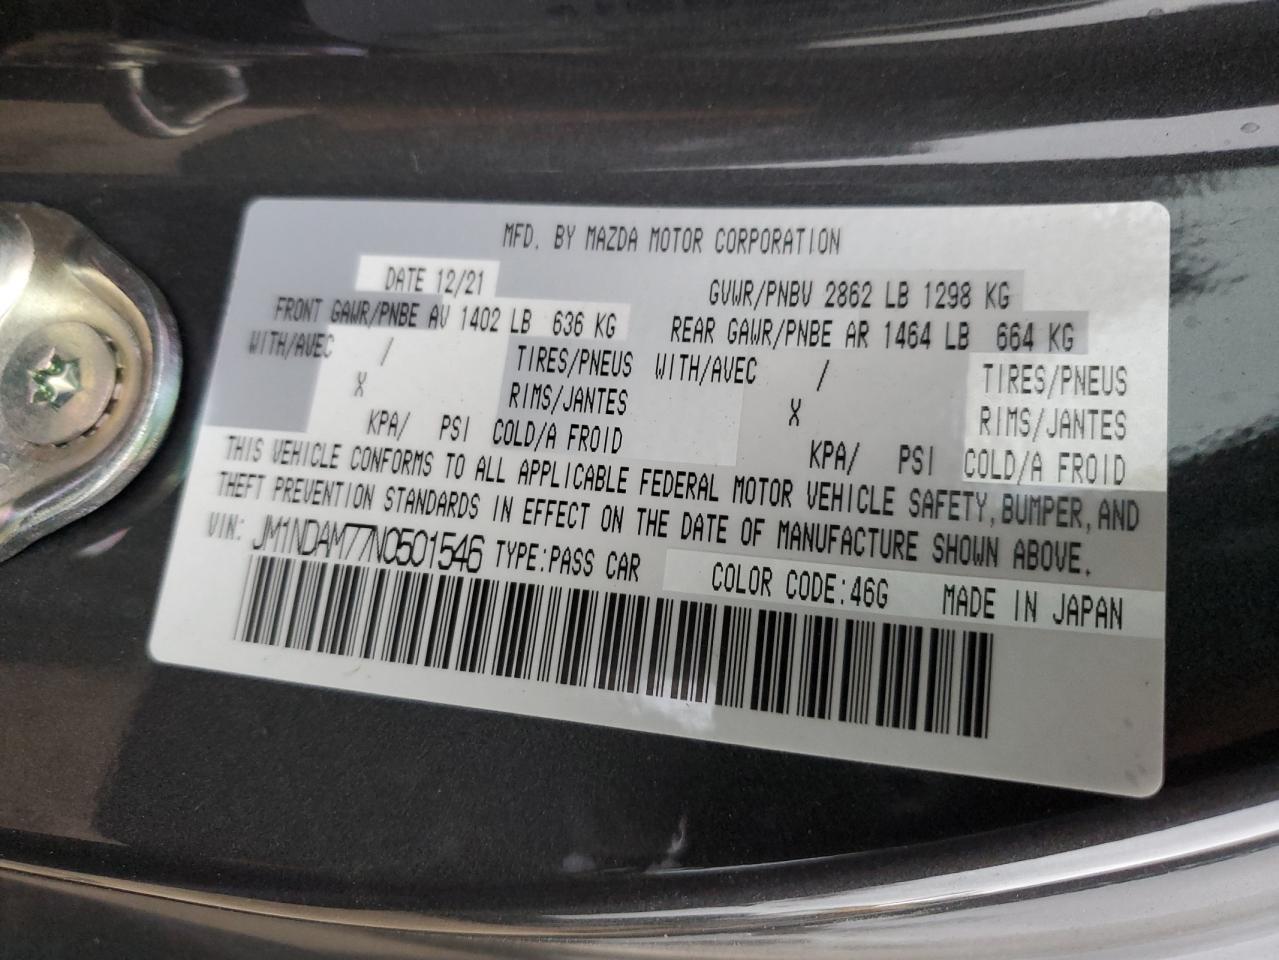 MFD. BY MAZDA MOTOR CORPORATION
DATE 12/21 GVWR/PNBV 2862 LB 1298 KG
FRONT GAWR/PNBE AV 1402 LB 636 KG REAR GAWR/PNBE AR 1464 LB 664 KG
WITH/AVEC / TIRES/PNEUS WITH/AVEC / TIRES/PNEUS
X RIMS/JANTES X RIMS/JANTES
KPA/ PSI COLD/A FROID KPA/ PSI COLD/A FROID
THIS VEHICLE CONFORMS TO ALL APPLICABLE FEDERAL MOTOR VEHICLE SAFETY, BUMPER, AND
THEFT PREVENTION STANDARDS IN EFFECT ON THE DATE OF MANUFACTURE SHOWN ABOVE.
VIN: JM1NDAM77N0501546 TYPE:PASS CAR COLOR CODE:46G MADE IN JAPAN